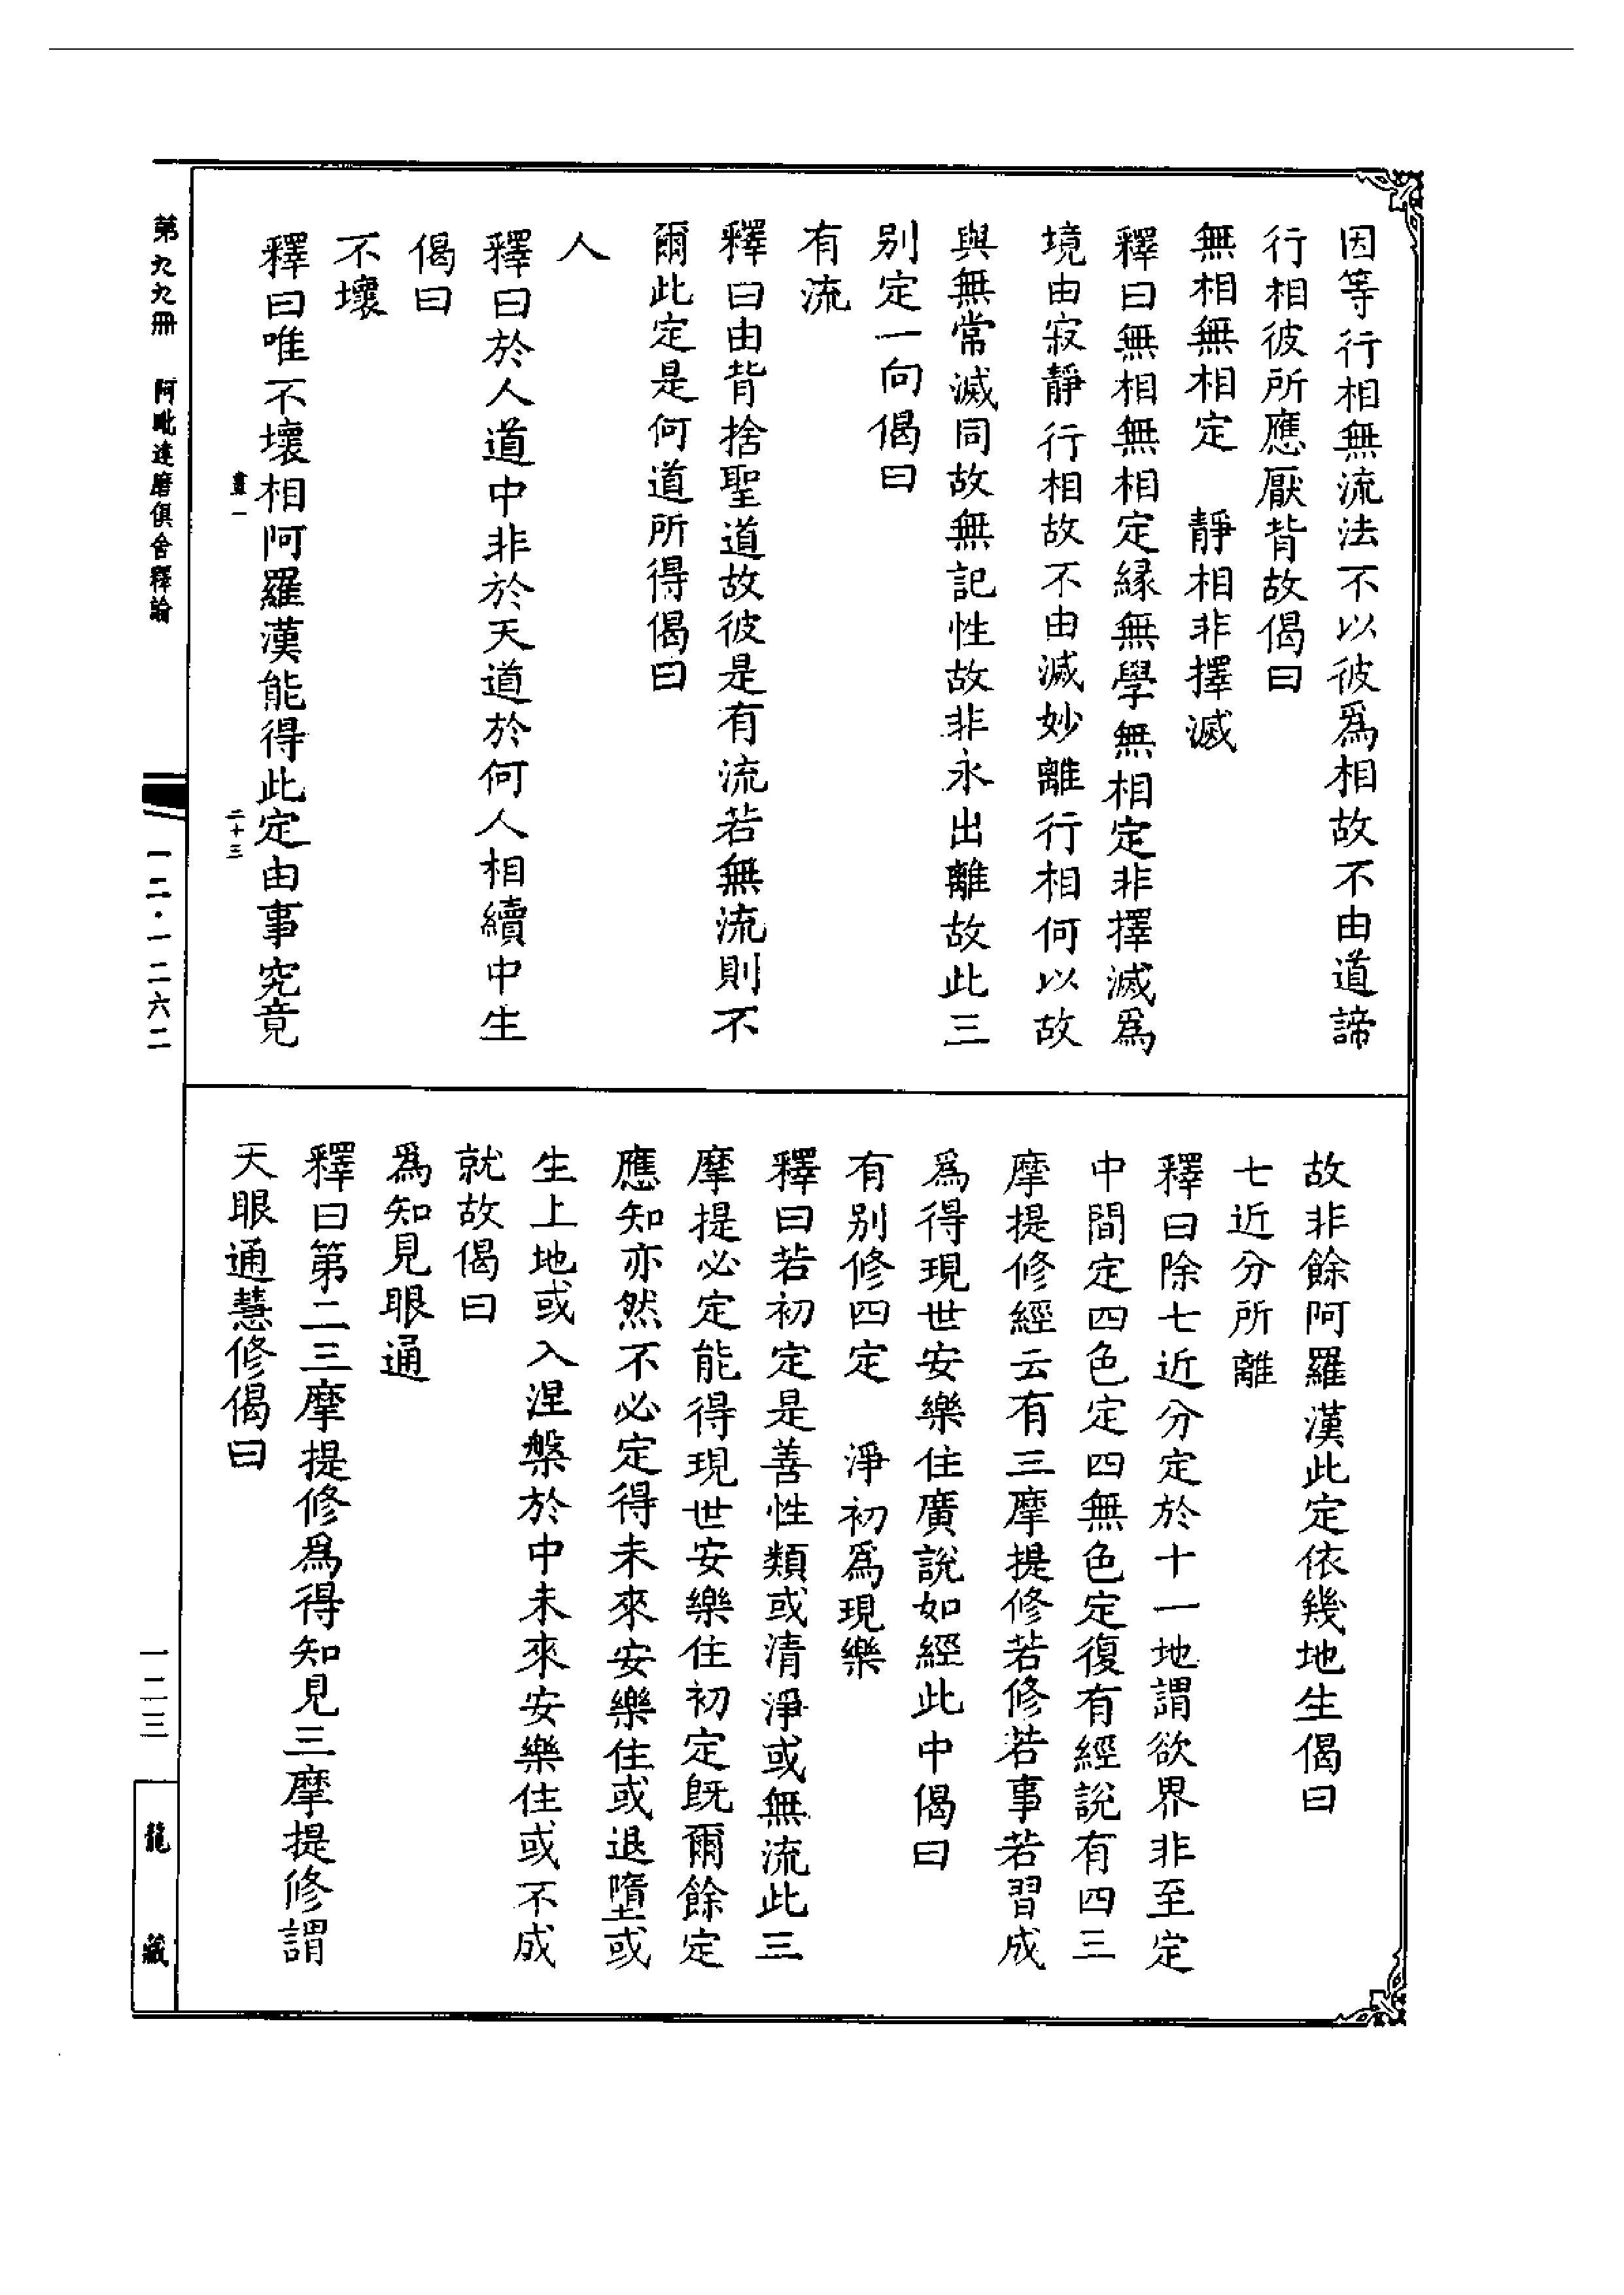 因等行相無流法不以彼爲相故不由道諦
行相彼所應厭背故偈曰
無相無相定　靜相非擇滅
釋曰無相無相定緣無學無相定非擇滅爲
境由寂靜行相故不由滅妙離行相何以故
與無常滅同故無記性故非永出離故此三
別定一向偈曰
有流
釋曰由背捨聖道故彼是有流若無流則不
爾此定是何道所得偈曰
人
釋曰於人道中非於天道於何人相續中生
偈曰
不壞
釋曰唯不壞相阿羅漢能得此定由事究竟
畫一　二十三
故非餘阿羅漢此定依幾地生偈曰
七近分所離
釋曰除七近分定於十一地謂欲界非至定
中間定四色定四無色定復有經說有四三
摩提修經云有三摩提修若修若事若習成
爲得現世安樂住廣說如經此中偈曰
有別修四定　淨初爲現樂
釋曰若初定是善性類或清淨或無流此三
摩提必定能得現世安樂住初定旣爾餘定
應知亦然不必定得未來安樂住或退墮或
生上地或入涅槃於中未來安樂住或不成
就故偈曰
爲知見眼通
釋曰第二三摩提修爲得知見三摩提修謂
天眼通慧修偈曰
第九九冊　阿毗達磨俱舍釋論
一二·一二六二
一二三
龍藏